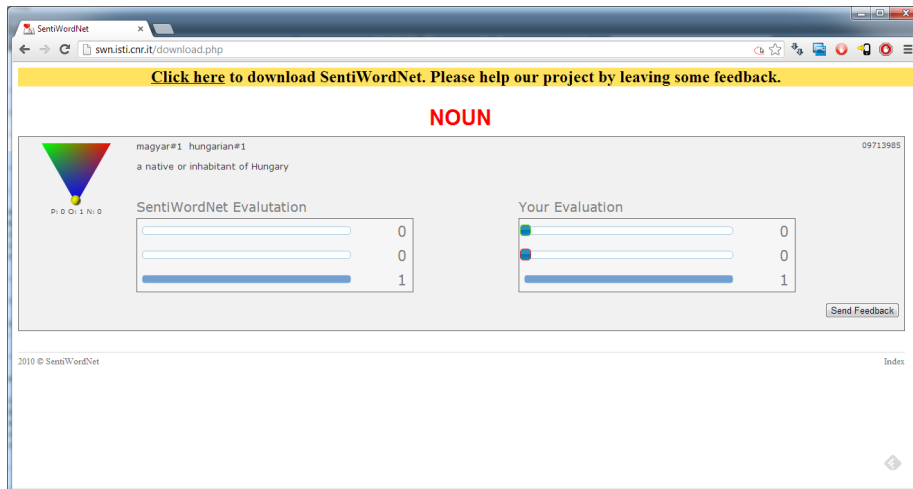 SentiWordNet
swn.isti.cnr.it/download.php
Click here to download SentiWordNet. Please help our project by leaving some feedback.
NOUN
magyar#1 hungarian#1
09713985
a native or inhabitant of Hungary
P: 0 O: 1 N: 0
SentiWordNet Evalutation
Your Evaluation
0
0
0
0
1
1
Send Feedback
2010 © SentiWordNet
Index